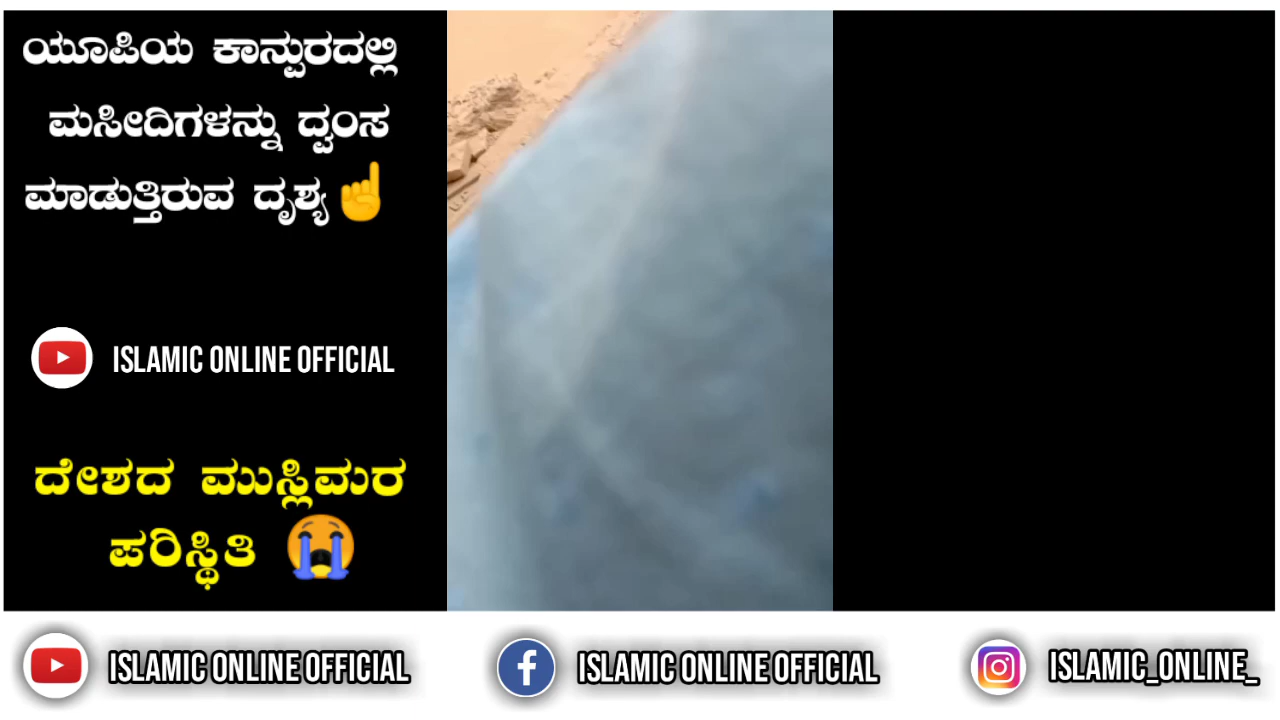 ಯೂಪಿಯ ಕಾನ್ಪುರದಲ್ಲಿ
ಮಸೀದಿಗಳನ್ನು ದ್ವಂಸ
ಮಾಡುತ್ತಿರುವ ದೃಶ್ಯ☝️
ISLAMIC ONLINE OFFICIAL
ದೇಶದ ಮುಸ್ಲಿಮರ
ಪರಿಸ್ಥಿತಿ 😭
ISLAMIC ONLINE OFFICIAL
ISLAMIC ONLINE OFFICIAL
ISLAMIC_ONLINE_